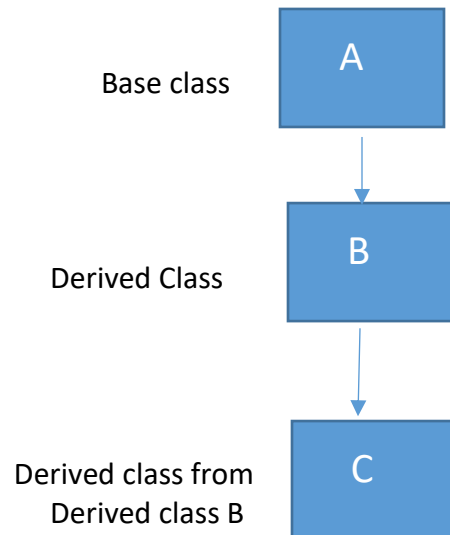 A
Base class
B
Derived Class
C
Derived class from
Derived class B